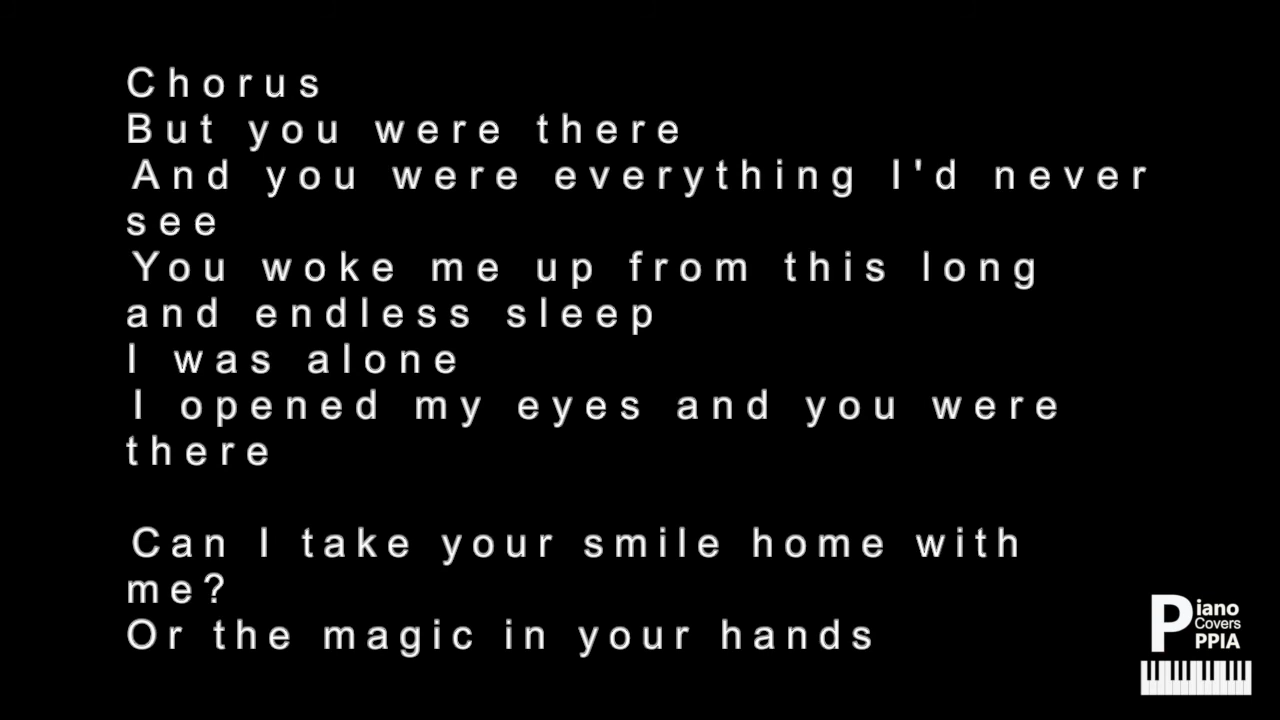 Chorus
But you were there
And you were everything I'd never
see
You woke me up from this long
and endless sleep
I was alone
I opened my eyes and you were
there
Can I take your smile home with
me?
Or the magic in your hands
Piano
Covers
PPIA